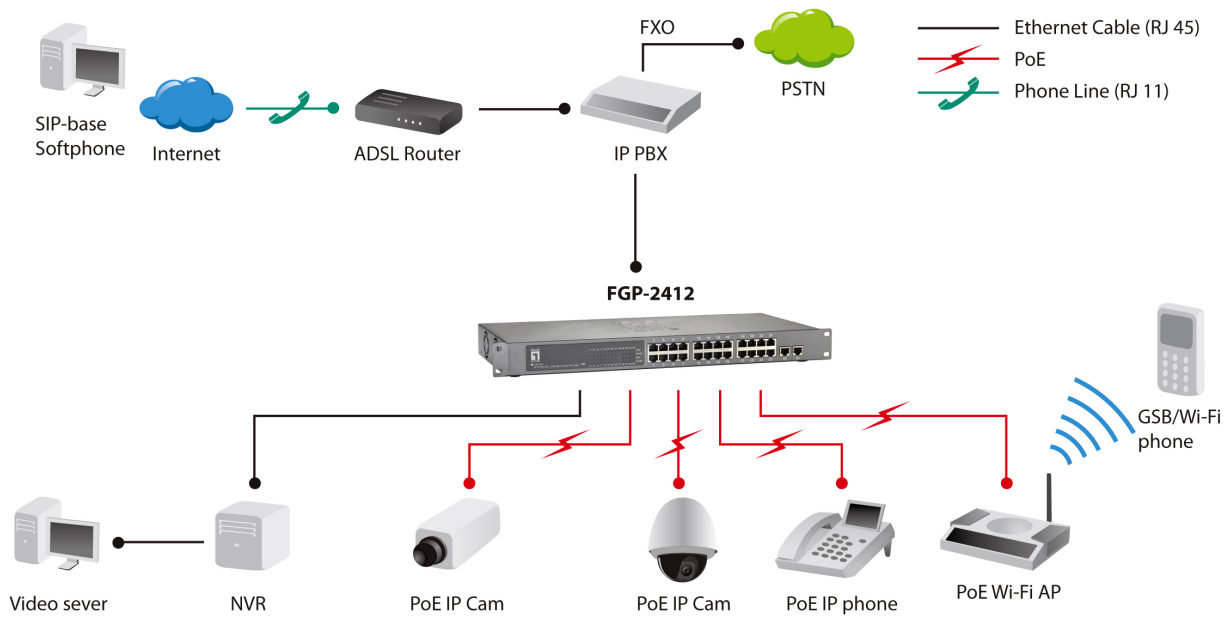 FXO
PSTN
Ethernet Cable (RJ 45)
PoE
Phone Line (RJ 11)
SIP-base
Softphone
Internet
ADSL Router
IP PBX
FGP-2412
GSB/Wi-Fi
phone
Video sever
NVR
PoE IP Cam
PoE IP Cam
PoE IP phone
PoE Wi-Fi AP